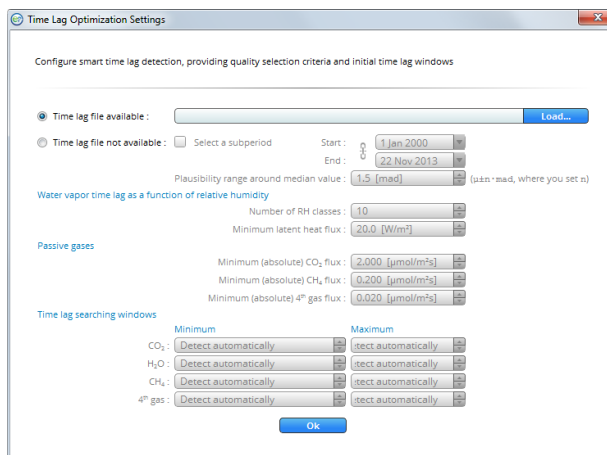 Time Lag Optimization Settings
Configure smart time lag detection, providing quality selection criteria and initial time lag windows
Time lag file available : Load...
Time lag file not available : Select a subperiod Start : 1 Jan 2000
End : 22 Nov 2013
Plausibility range around median value : 1.5 [mad] (µ±n·mad, where you set n)
Water vapor time lag as a function of relative humidity
Number of RH classes : 10
Minimum latent heat flux : 20.0 [W/m²]
Passive gases
Minimum (absolute) CO₂ flux : 2.000 [µmol/m²s]
Minimum (absolute) CH₄ flux : 0.200 [µmol/m²s]
Minimum (absolute) 4ᵗʰ gas flux : 0.020 [µmol/m²s]
Time lag searching windows
Minimum Maximum
CO₂ : Detect automatically :tect automatically
H₂O : Detect automatically :tect automatically
CH₄ : Detect automatically :tect automatically
4ᵗʰ gas : Detect automatically :tect automatically
Ok